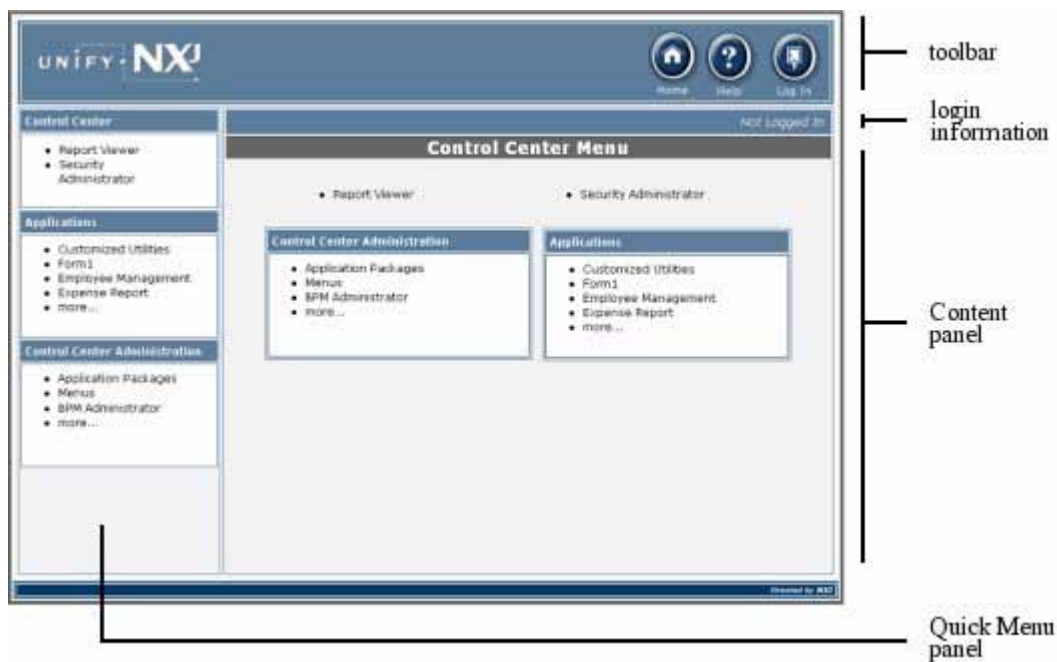 UNIFY NXJ
Home
Help
Log In
toolbar
Not Logged In
login
information
Control Center
• Report Viewer
• Security
Administrator
Applications
• Customized Utilities
• Form1
• Employee Management
• Expense Report
• more...
Control Center Administration
• Application Packages
• Menus
• BPM Administrator
• more...
Control Center Menu
• Report Viewer
• Security Administrator
Control Center Administration
• Application Packages
• Menus
• BPM Administrator
• more...
Applications
• Customized Utilities
• Form1
• Employee Management
• Expense Report
• more...
Content
panel
Powered by NXJ
Quick Menu
panel